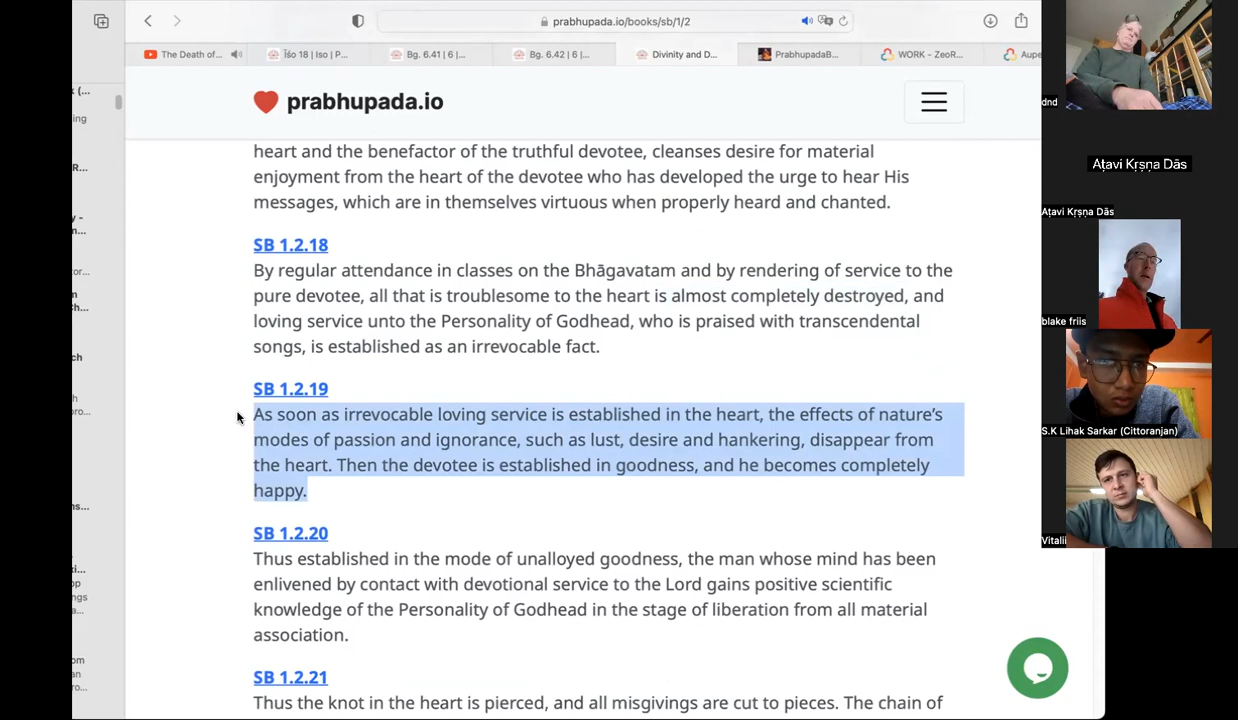 prabhupada.io/books/sb/1/2
The Death of...
Īśo 18 | Iso | P...
Bg. 6.41 | 6 |...
Bg. 6.42 | 6 |...
Divinity and D...
PrabhupadaB...
WORK - ZeoR...
Aupe
prabhupada.io
heart and the benefactor of the truthful devotee, cleanses desire for material
enjoyment from the heart of the devotee who has developed the urge to hear His
messages, which are in themselves virtuous when properly heard and chanted.
SB 1.2.18
By regular attendance in classes on the Bhāgavatam and by rendering of service to the
pure devotee, all that is troublesome to the heart is almost completely destroyed, and
loving service unto the Personality of Godhead, who is praised with transcendental
songs, is established as an irrevocable fact.
SB 1.2.19
As soon as irrevocable loving service is established in the heart, the effects of nature’s
modes of passion and ignorance, such as lust, desire and hankering, disappear from
the heart. Then the devotee is established in goodness, and he becomes completely
happy.
SB 1.2.20
Thus established in the mode of unalloyed goodness, the man whose mind has been
enlivened by contact with devotional service to the Lord gains positive scientific
knowledge of the Personality of Godhead in the stage of liberation from all material
association.
SB 1.2.21
Thus the knot in the heart is pierced, and all misgivings are cut to pieces. The chain of
dnd
Aṭavi Kṛṣṇa Dās
Aṭavi Kṛṣṇa Dās
blake friis
S.K Lihak Sarkar (Cittoranjan)
Vitalii